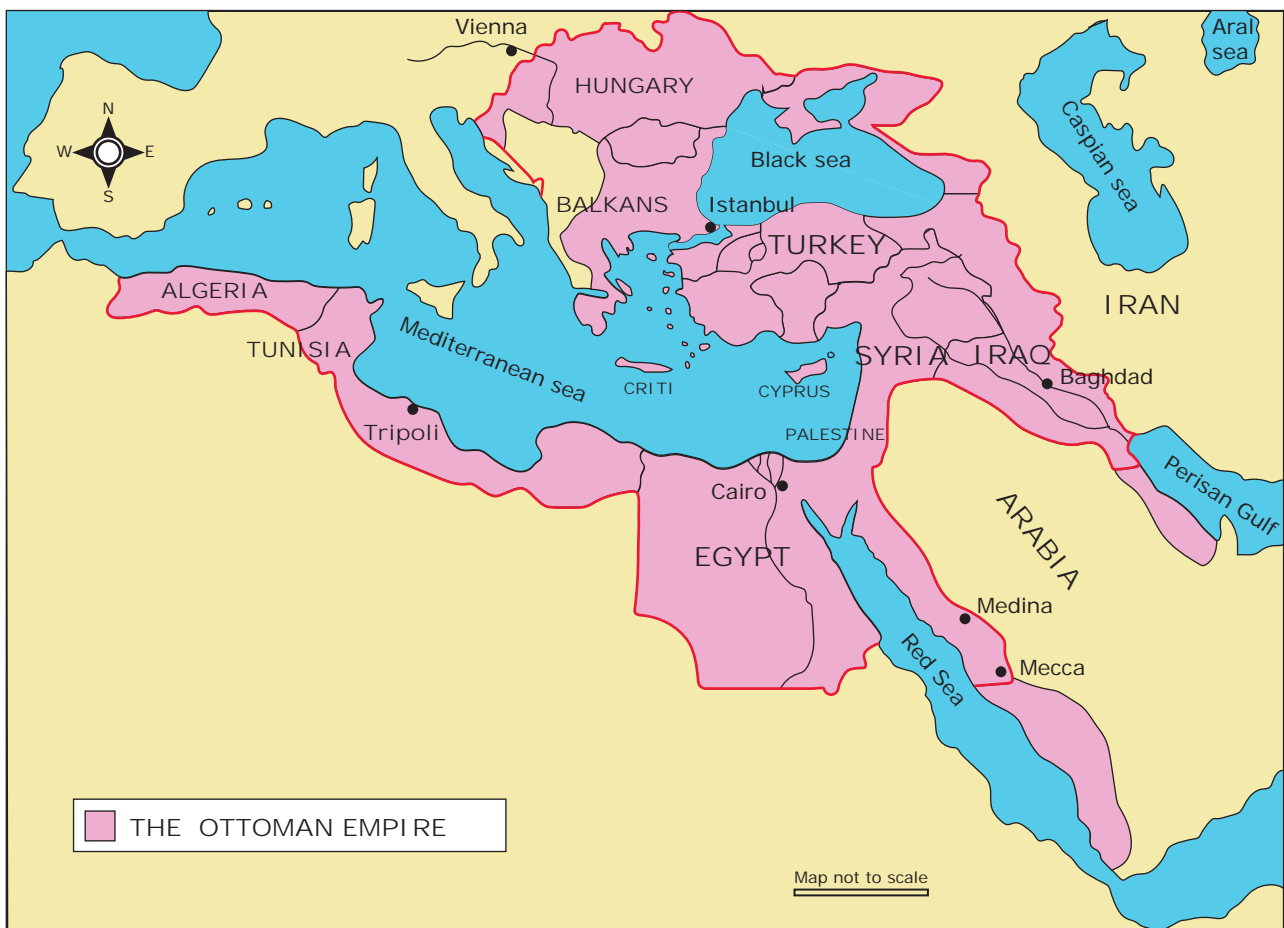 Vienna
Aral
sea
HUNGARY
N
W
E
S
Caspian sea
Black sea
BALKANS
Istanbul
TURKEY
ALGERIA
IRAN
TUNISIA
Mediterranean sea
SYRIA
IRAQ
Baghdad
CRITI
CYPRUS
Tripoli
PALESTINE
Perisan Gulf
Cairo
ARABIA
EGYPT
Medina
Red Sea
Mecca
THE OTTOMAN EMPIRE
Map not to scale